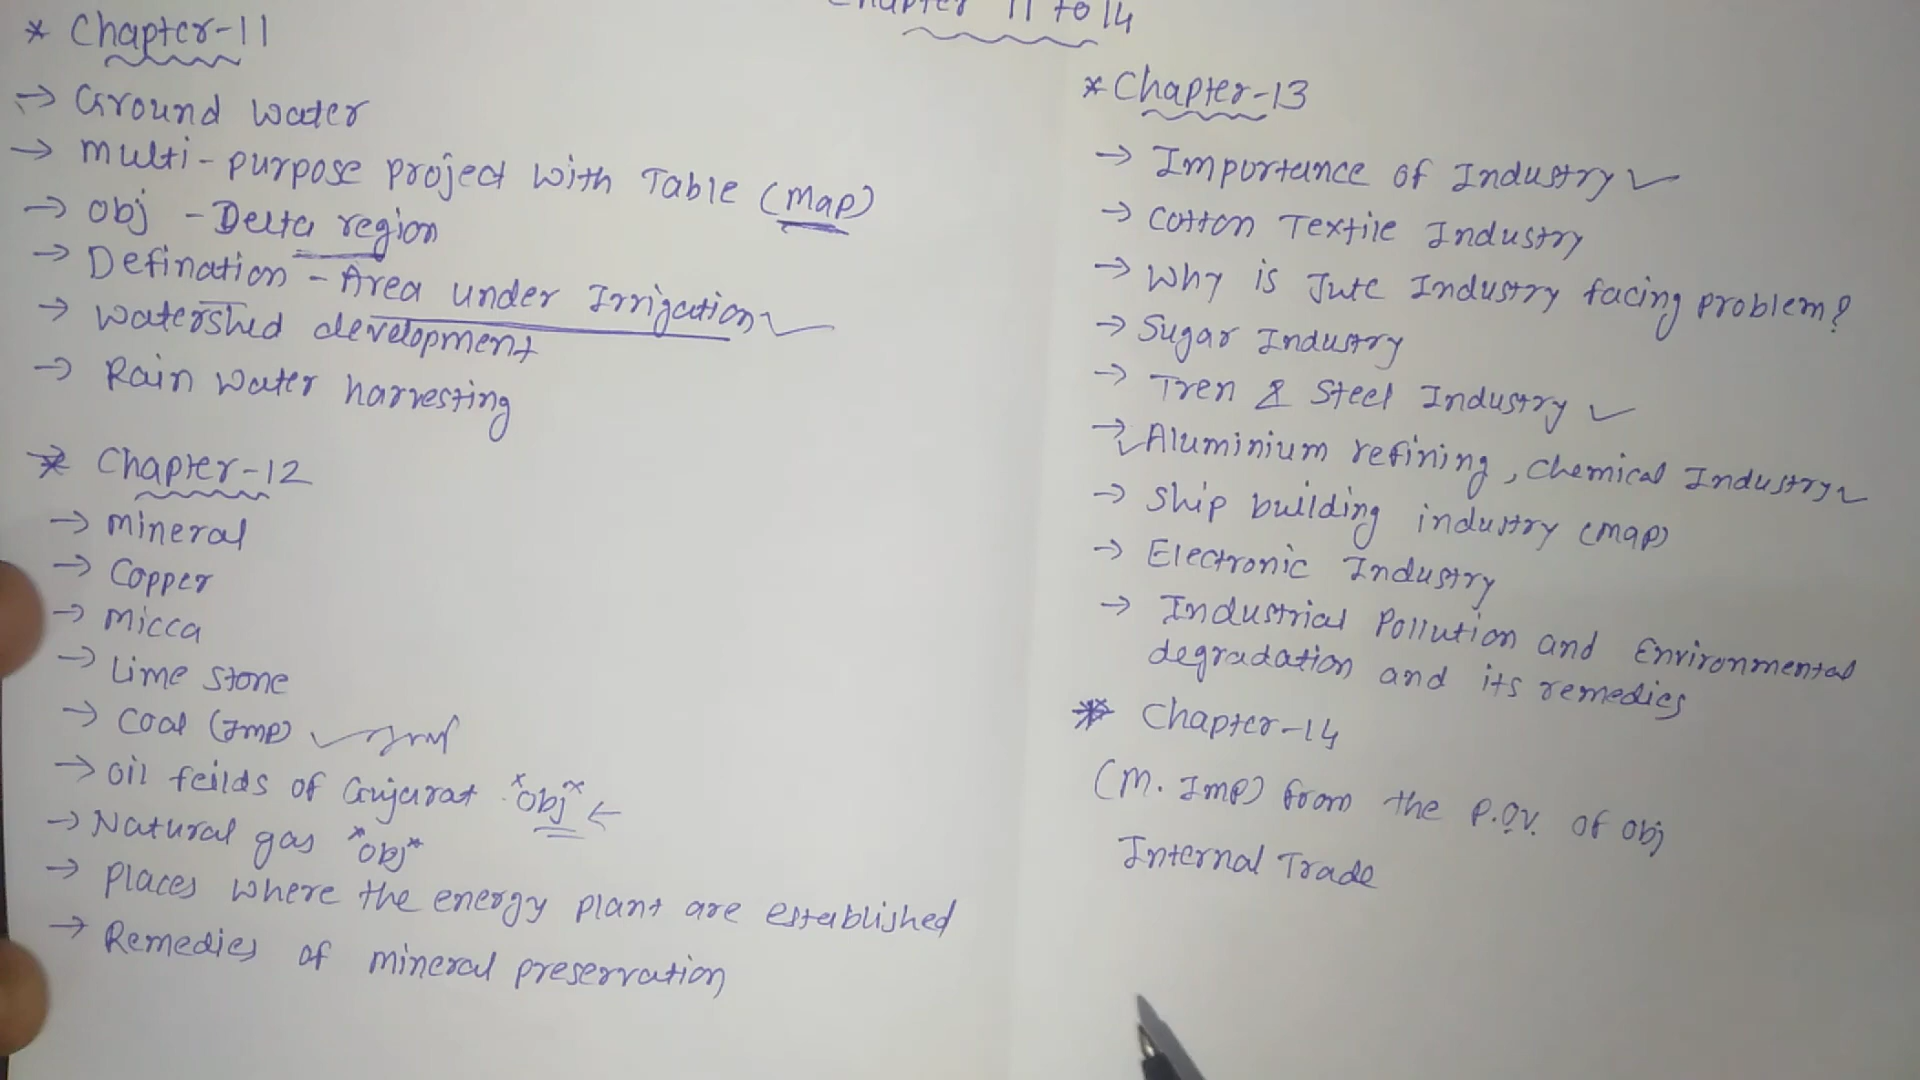 Chapter 11 to 14
* Chapter-11
→ Ground water
→ Multi-purpose project with Table (Map)
→ Obj - Delta region
→ Defination - Area under Irrigation
→ Watershed development
→ Rain water harvesting
* Chapter-12
→ Mineral
→ Copper
→ Micca
→ Lime stone
→ Coal (Imp)
→ Oil feilds of Gujarat *Obj*
→ Natural gas *Obj*
→ Places where the energy plant are established
→ Remedies of mineral preservation
* Chapter-13
→ Importance of Industry
→ Cotton Textile Industry
→ Why is Jute Industry facing problem?
→ Sugar Industry
→ Iren & Steel Industry
→ Aluminium refining, Chemical Industry
→ Ship building industry (map)
→ Electronic Industry
→ Industrial Pollution and Environmental
degradation and its remedies
* Chapter-14
(M. Imp) from the P.O.V. of Obj
Internal Trade